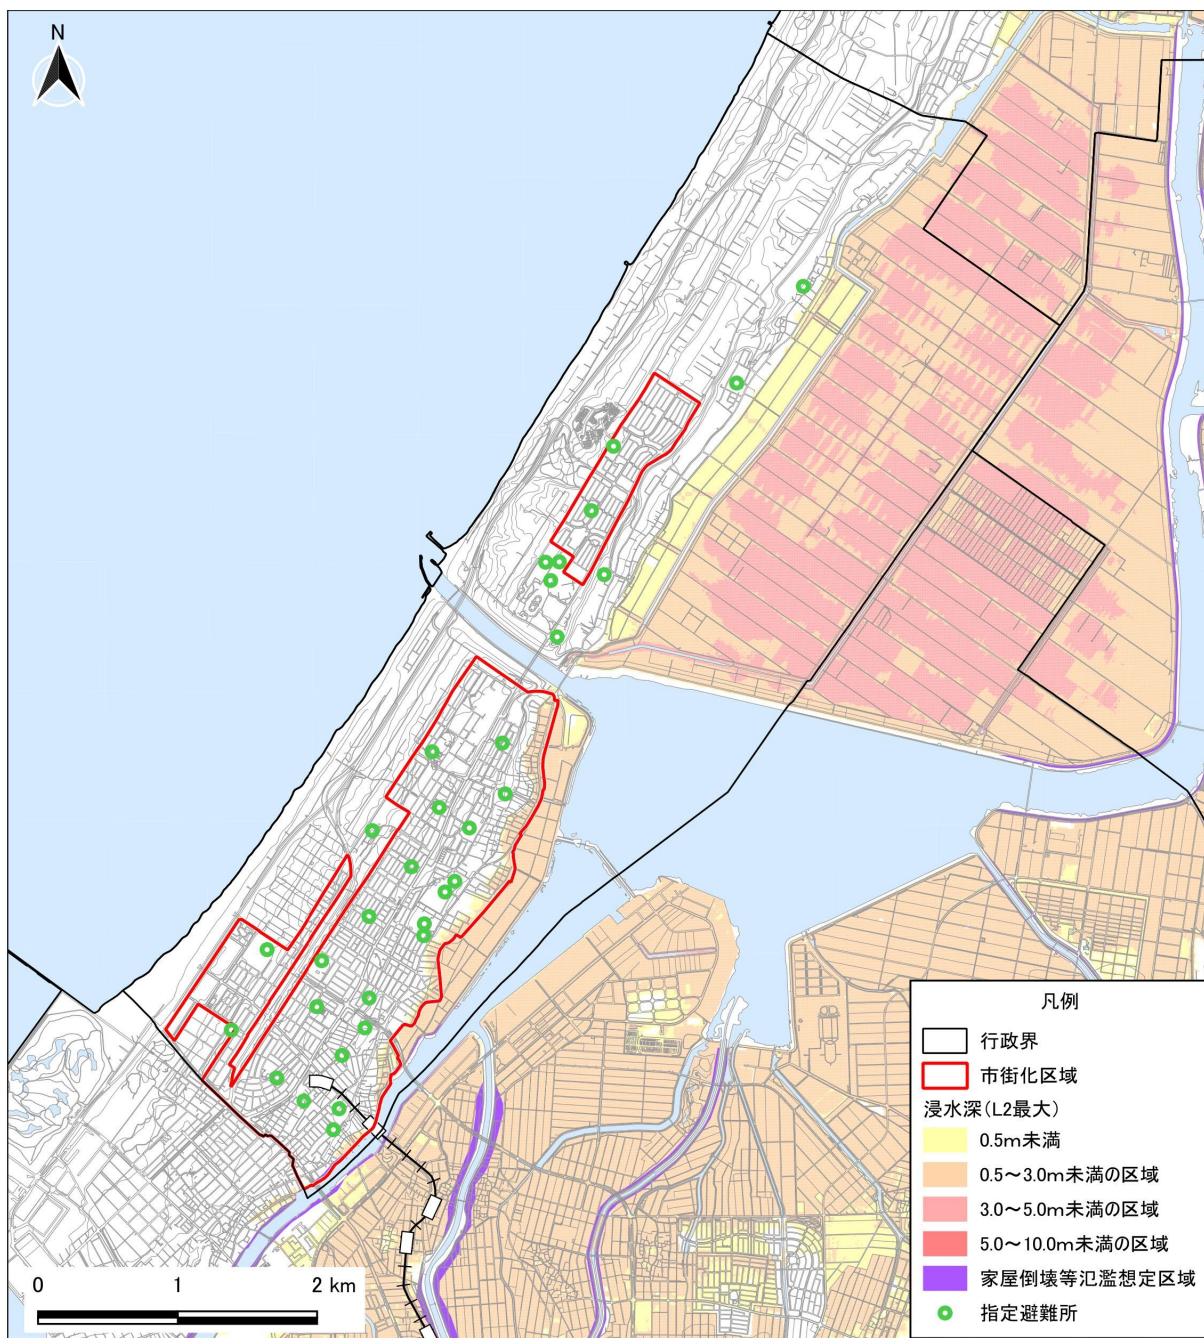 N
凡例
行政界
市街化区域
浸水深(L2最大)
0.5m未満
0.5～3.0m未満の区域
3.0～5.0m未満の区域
5.0～10.0m未満の区域
家屋倒壊等氾濫想定区域
指定避難所
0 1 2 km